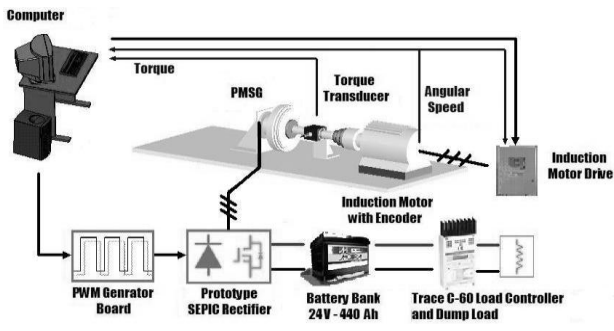 Computer
Torque
PMSG
Torque
Transducer
Angular
Speed
Induction
Motor Drive
Induction Motor
with Encoder
PWM Genrator
Board
Prototype
SEPIC Rectifier
Battery Bank
24V - 440 Ah
Trace C-60 Load Controller
and Dump Load